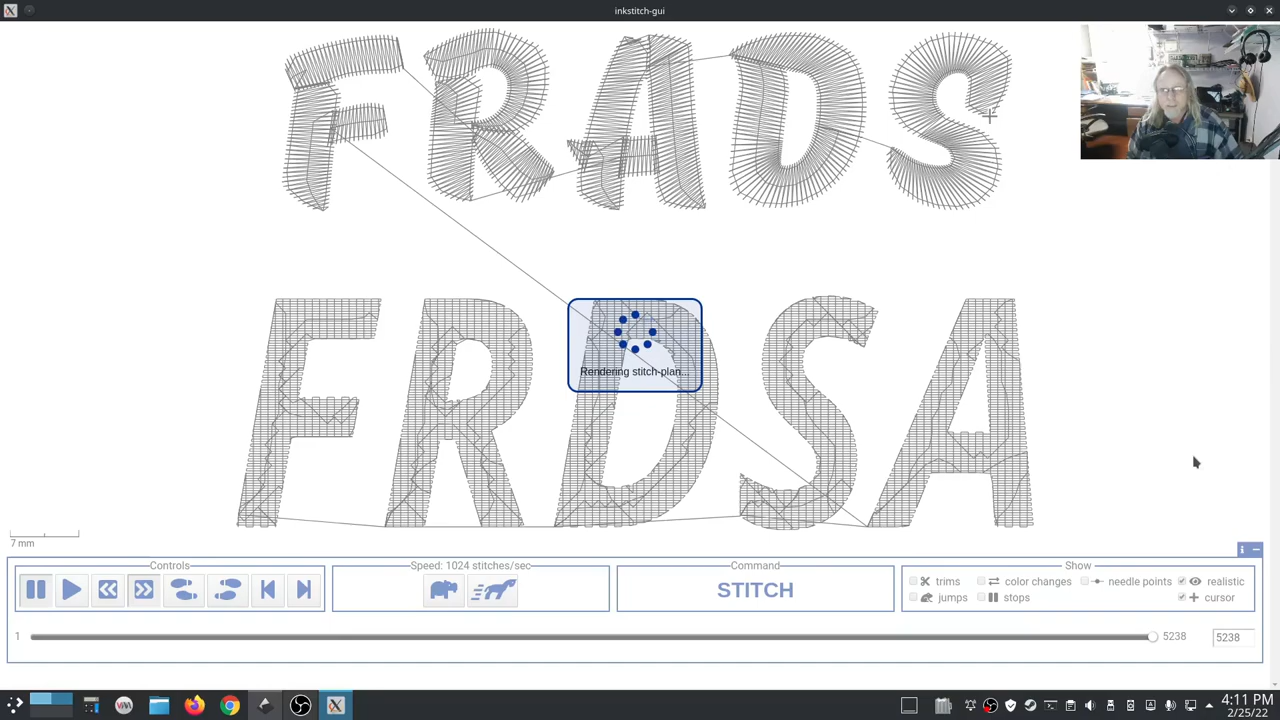 inkstitch-gui
FRADS
FRDSA
Rendering stitch-plan...
7 mm
Controls
Speed: 1024 stitches/sec
Command
STITCH
Show
trims
color changes
needle points
realistic
jumps
stops
cursor
1
5238
5238
4:11 PM
2/25/22